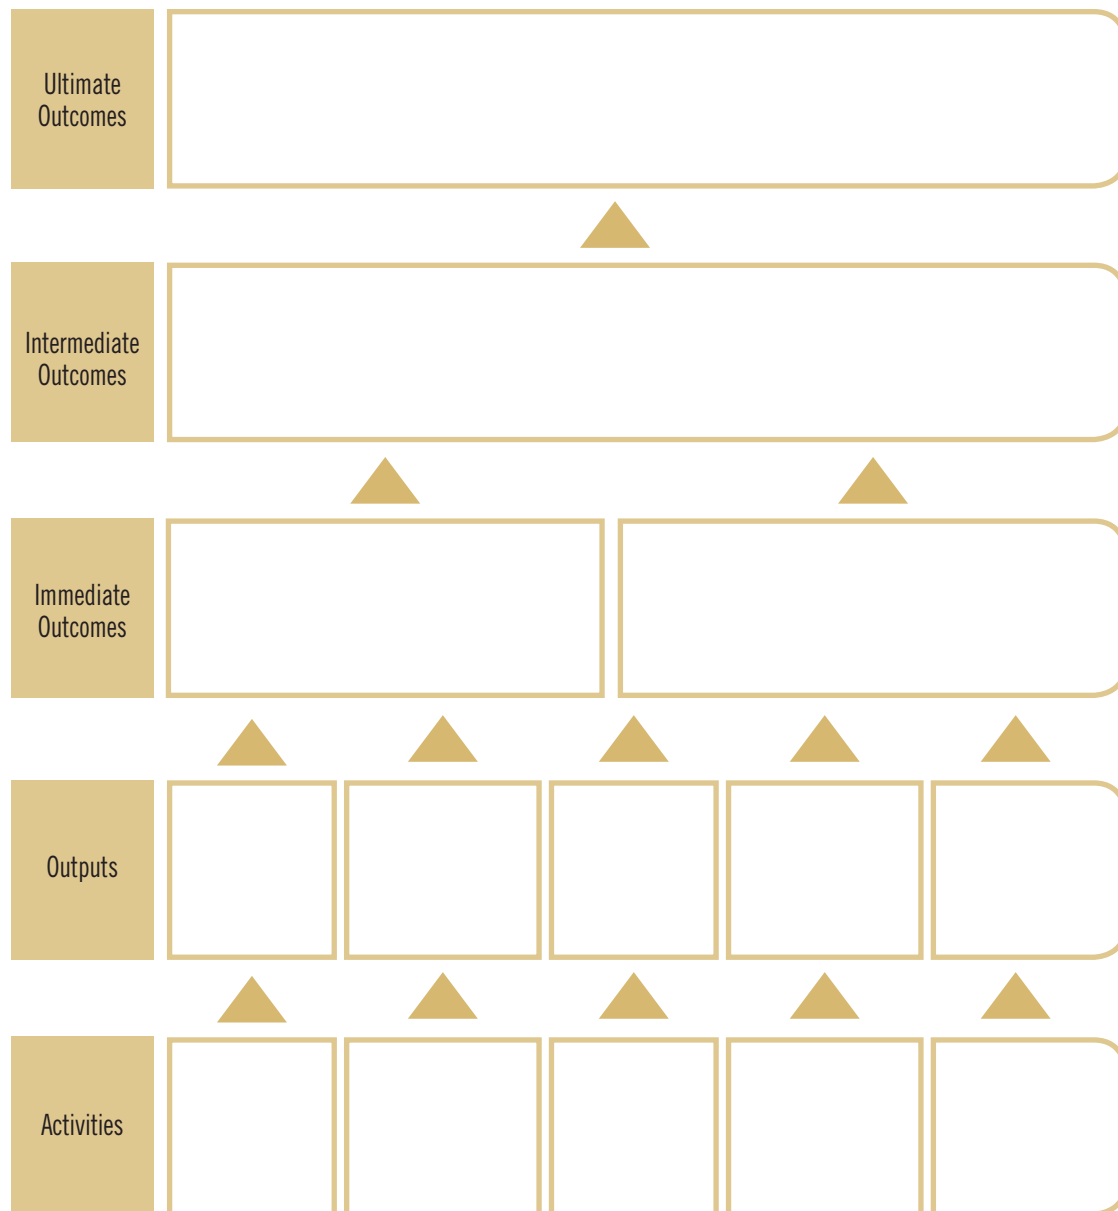 Ultimate
Outcomes
Intermediate
Outcomes
Immediate
Outcomes
Outputs
Activities